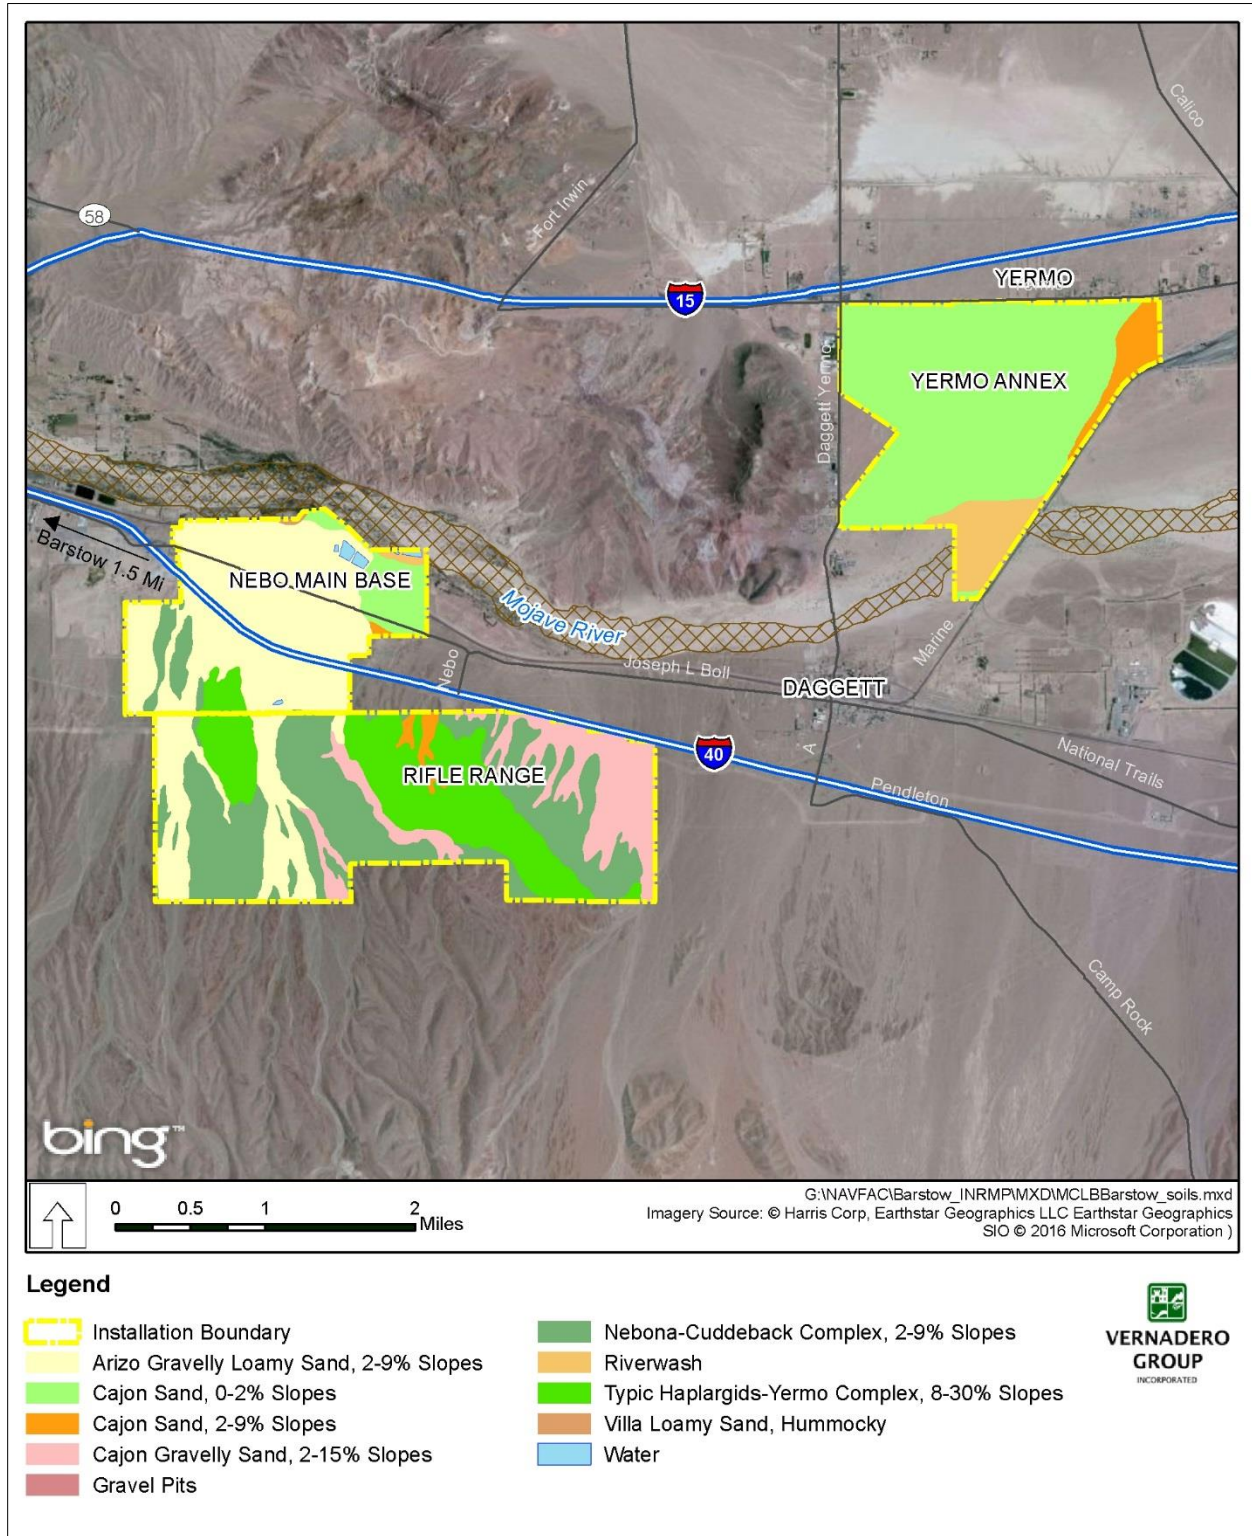 Calico
58
Fort Irwin
15
YERMO
Daggett Yermo
YERMO ANNEX
Barstow 1.5 Mi
NEBO MAIN BASE
Mojave River
Nebo
Joseph L Boll
Marine
DAGGETT
A
40
National Trails
RIFLE RANGE
Pendleton
Camp Rock
bing™
0 0.5 1 2
Miles
G:\NAVFAC\Barstow_INRMP\MXD\MCLBBarstow_soils.mxd
Imagery Source: © Harris Corp, Earthstar Geographics LLC Earthstar Geographics
SIO © 2016 Microsoft Corporation )
Legend
Installation Boundary
Arizo Gravelly Loamy Sand, 2-9% Slopes
Cajon Sand, 0-2% Slopes
Cajon Sand, 2-9% Slopes
Cajon Gravelly Sand, 2-15% Slopes
Gravel Pits
Nebona-Cuddeback Complex, 2-9% Slopes
Riverwash
Typic Haplargids-Yermo Complex, 8-30% Slopes
Villa Loamy Sand, Hummocky
Water
VERNADERO
GROUP
INCORPORATED